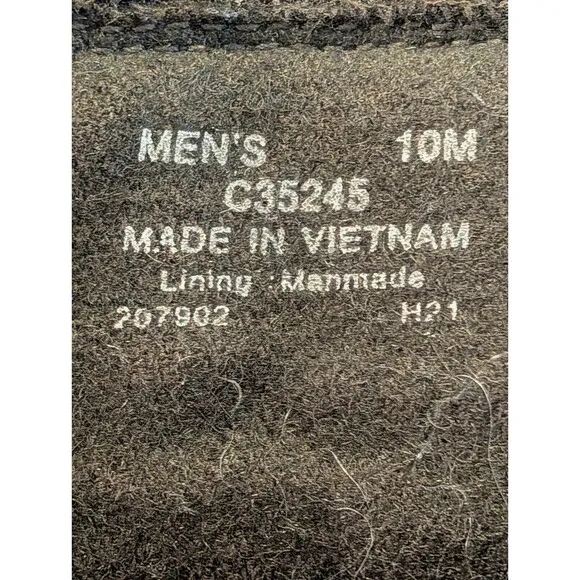 MEN'S 10M
C35245
MADE IN VIETNAM
Lining : Manmade
207902 H21